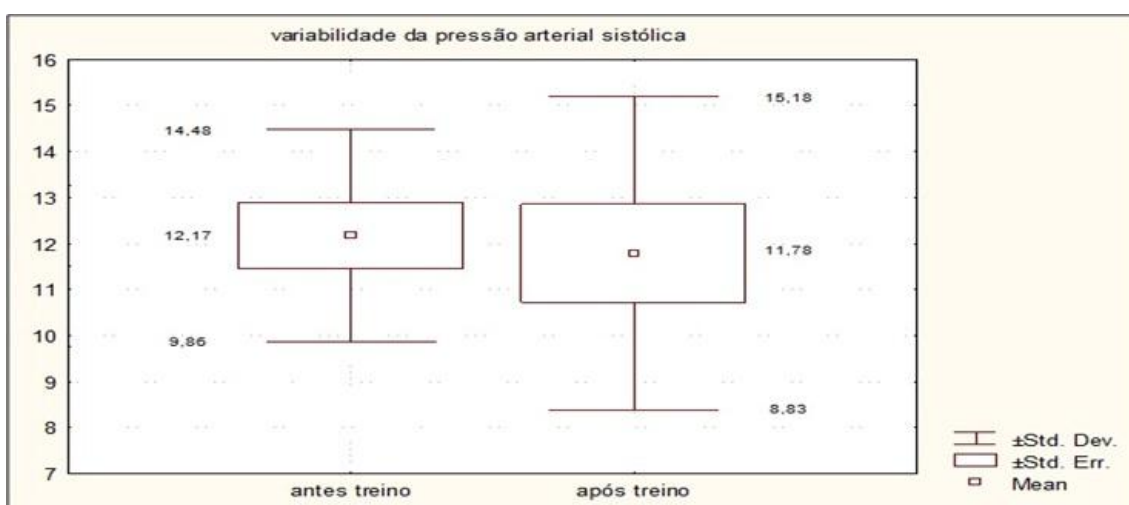 variabilidade da pressão arterial sistólica
16
15
14
13
12
11
10
9
8
7
14,48
12,17
9,86
15,18
11,78
8,83
antes treino
após treino
±Std. Dev.
±Std. Err.
Mean